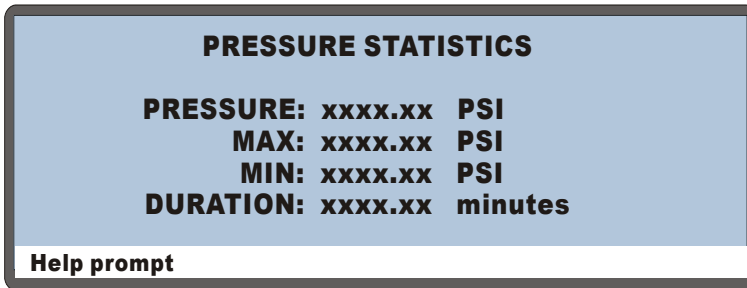 PRESSURE STATISTICS
PRESSURE: xxxx.xx PSI
MAX: xxxx.xx PSI
MIN: xxxx.xx PSI
DURATION: xxxx.xx minutes
Help prompt